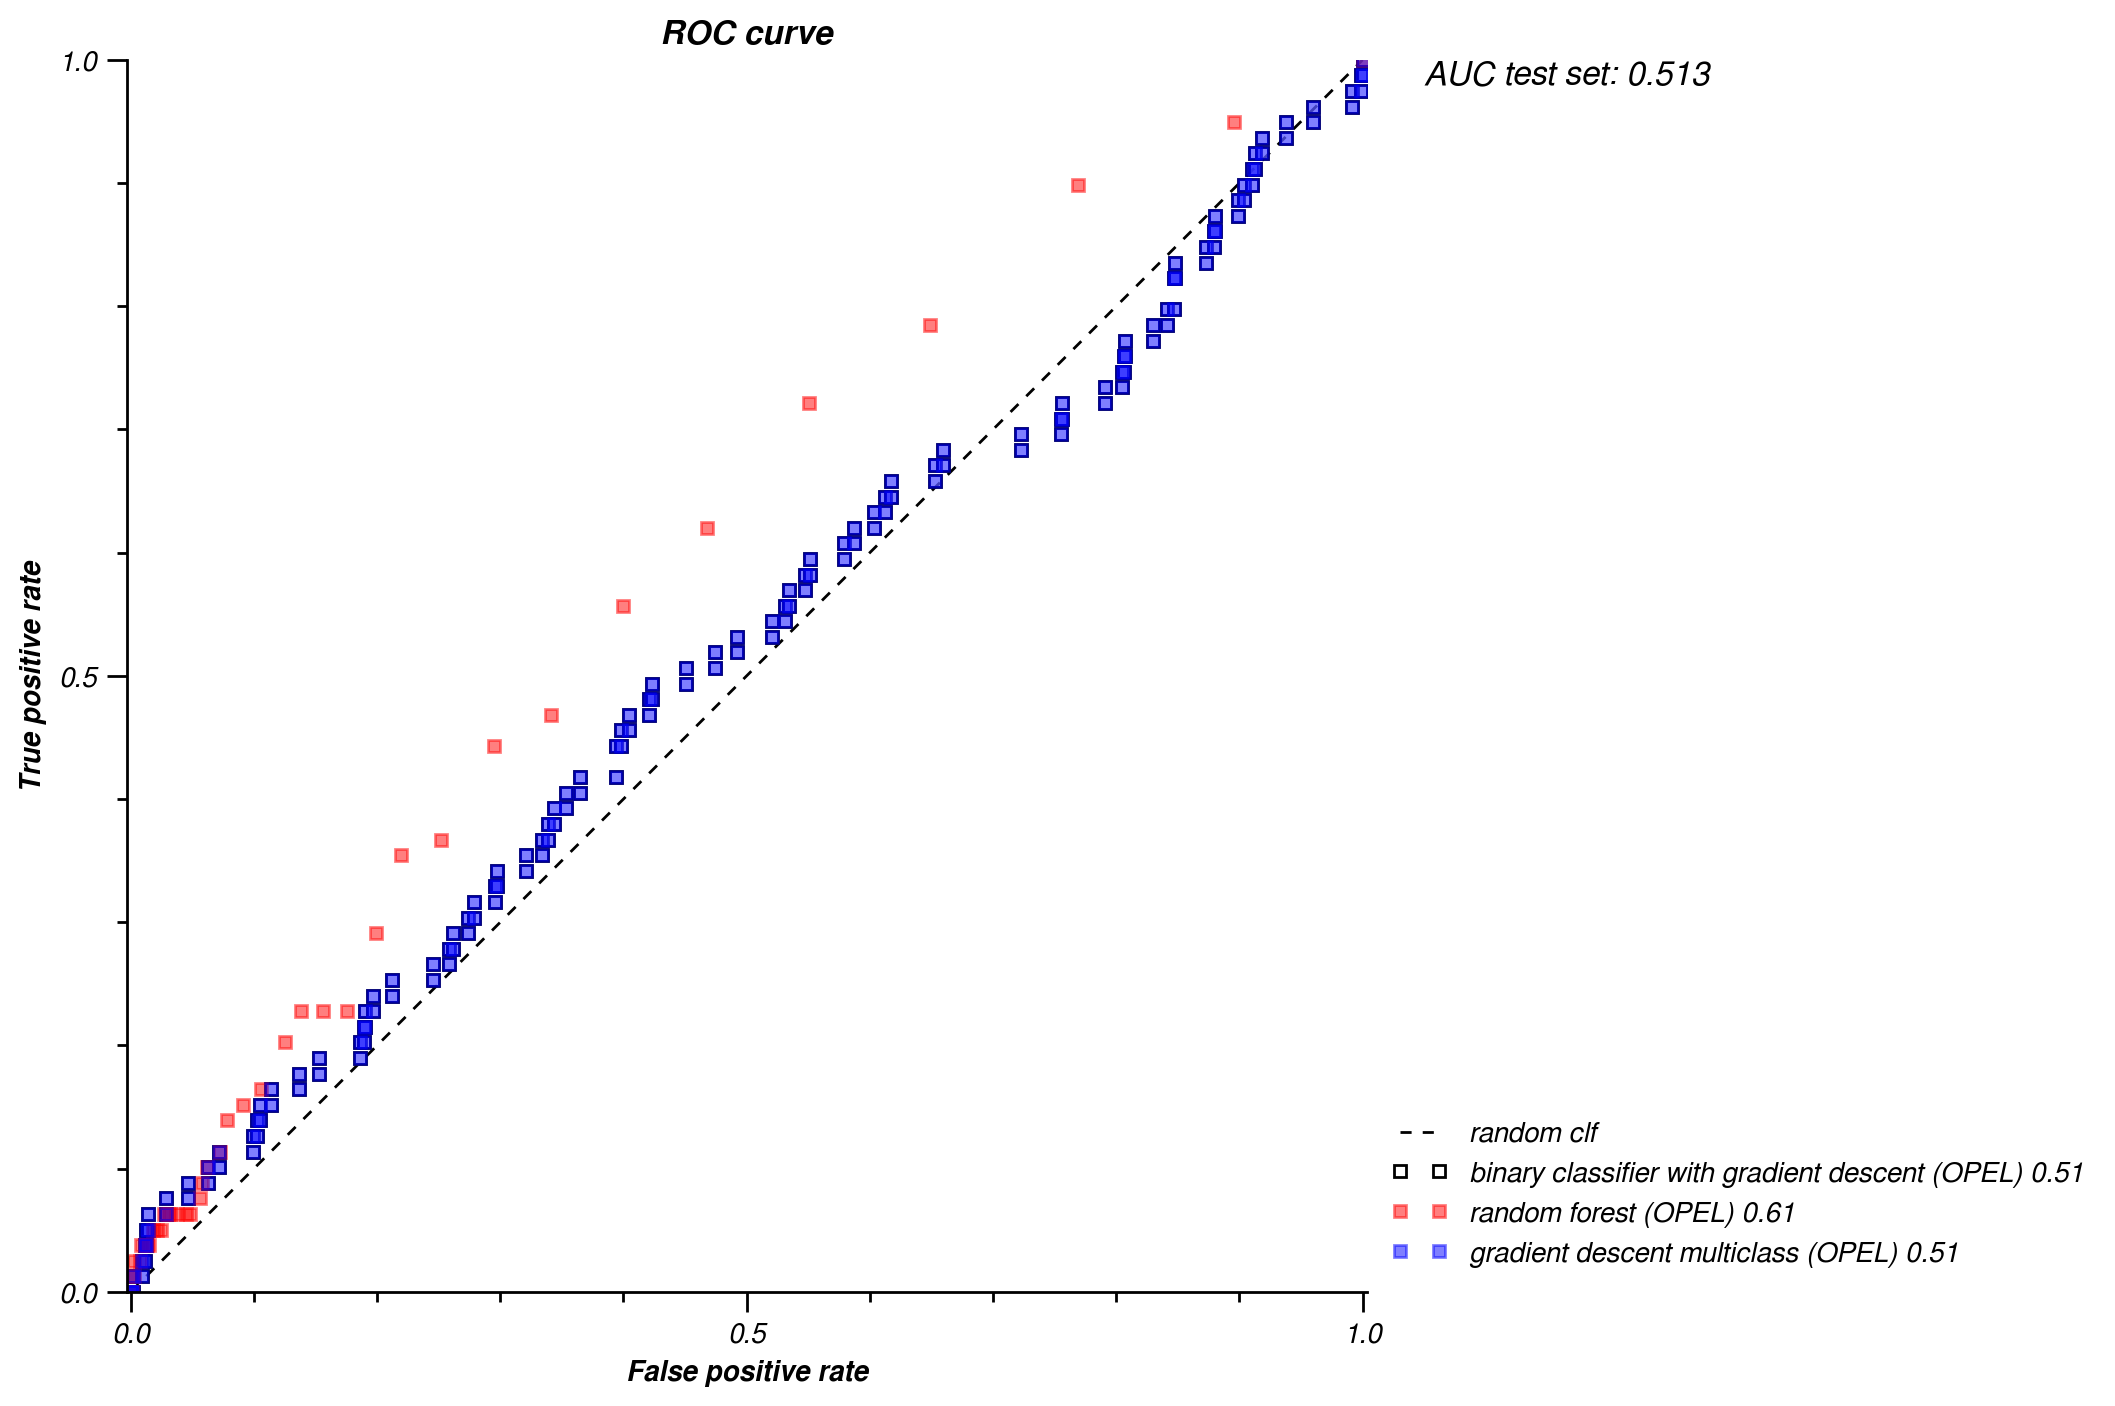 ROC curve
AUC test set: 0.513
1.0
0.5
0.0
True positive rate
0.0
0.5
1.0
False positive rate
random clf
binary classifier with gradient descent (OPEL) 0.51
random forest (OPEL) 0.61
gradient descent multiclass (OPEL) 0.51